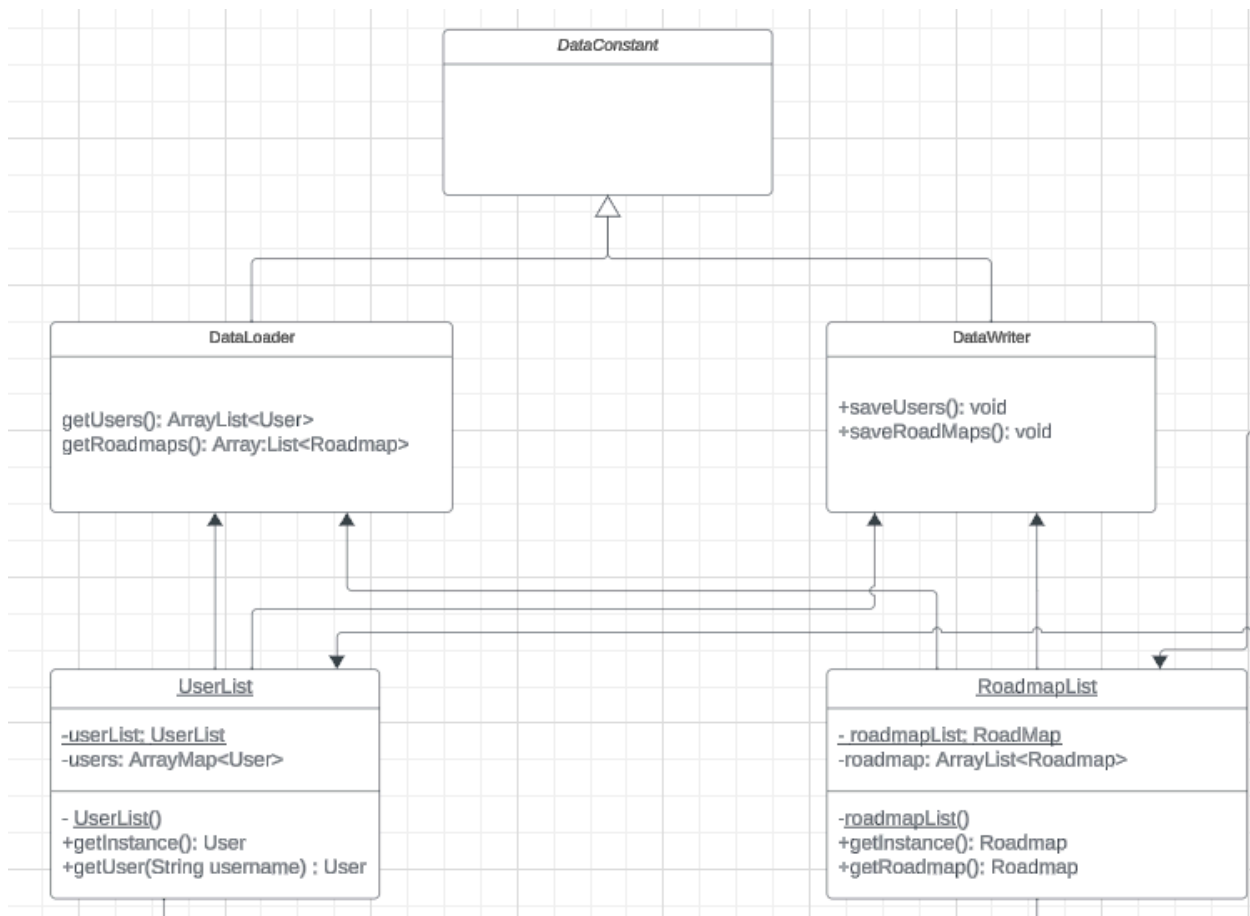 DataConstant
DataLoader
getUsers(): ArrayList<User>
getRoadmaps(): Array:List<Roadmap>
DataWriter
+saveUsers(): void
+saveRoadMaps(): void
UserList
-userList: UserList
-users: ArrayMap<User>
- UserList()
+getInstance(): User
+getUser(String username) : User
RoadmapList
- roadmapList: RoadMap
-roadmap: ArrayList<Roadmap>
-roadmapList()
+getInstance(): Roadmap
+getRoadmap(): Roadmap